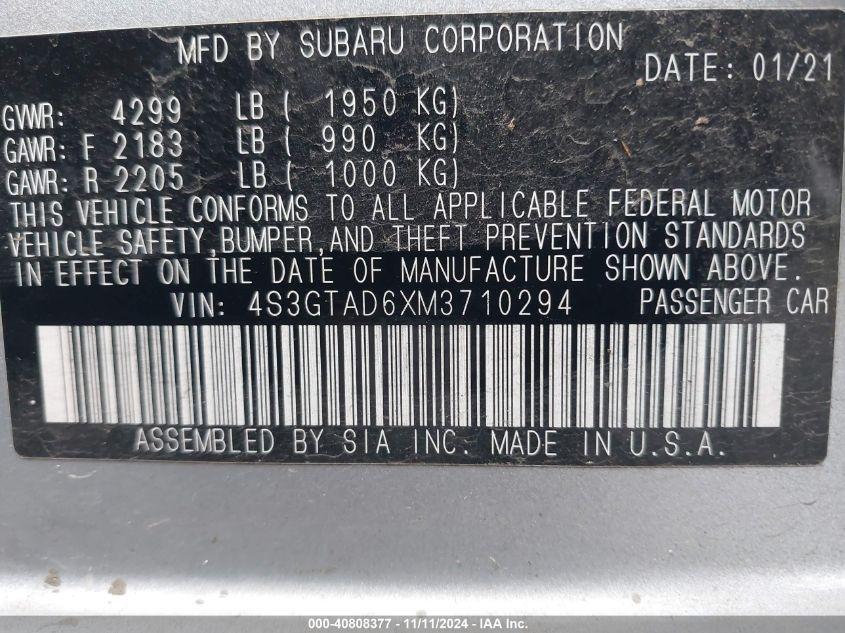 MFD BY SUBARU CORPORATION
DATE: 01/21
GVWR: 4299 LB ( 1950 KG)
GAWR: F 2183 LB ( 990 KG)
GAWR: R 2205 LB ( 1000 KG)
THIS VEHICLE CONFORMS TO ALL APPLICABLE FEDERAL MOTOR
VEHICLE SAFETY,BUMPER,AND THEFT PREVENTION STANDARDS
IN EFFECT ON THE DATE OF MANUFACTURE SHOWN ABOVE.
VIN: 4S3GTAD6XM3710294 PASSENGER CAR
ASSEMBLED BY SIA INC. MADE IN U.S.A.
000-40808377 - 11/11/2024 - IAA Inc.